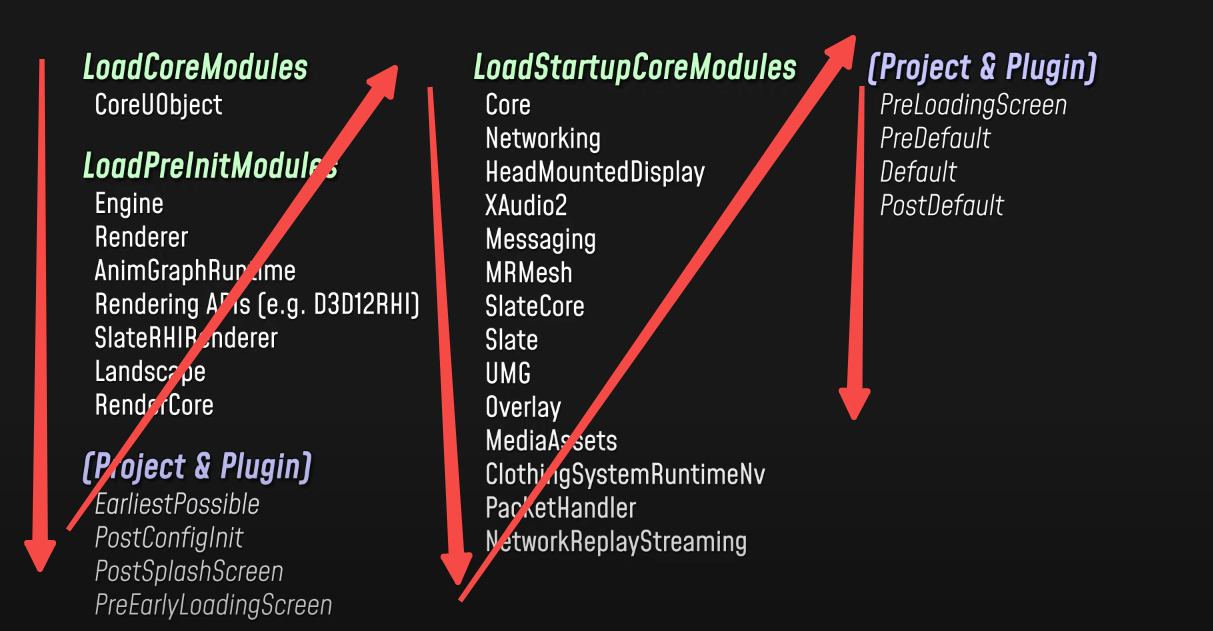 LoadCoreModules
CoreUObject
LoadPreInitModules
Engine
Renderer
AnimGraphRuntime
Rendering APIs (e.g. D3D12RHI)
SlateRHIRenderer
Landscape
RenderCore
(Project & Plugin)
EarliestPossible
PostConfigInit
PostSplashScreen
PreEarlyLoadingScreen
LoadStartupCoreModules
Core
Networking
HeadMountedDisplay
XAudio2
Messaging
MRMesh
SlateCore
Slate
UMG
Overlay
MediaAssets
ClothingSystemRuntimeNv
PacketHandler
NetworkReplayStreaming
(Project & Plugin)
PreLoadingScreen
PreDefault
Default
PostDefault